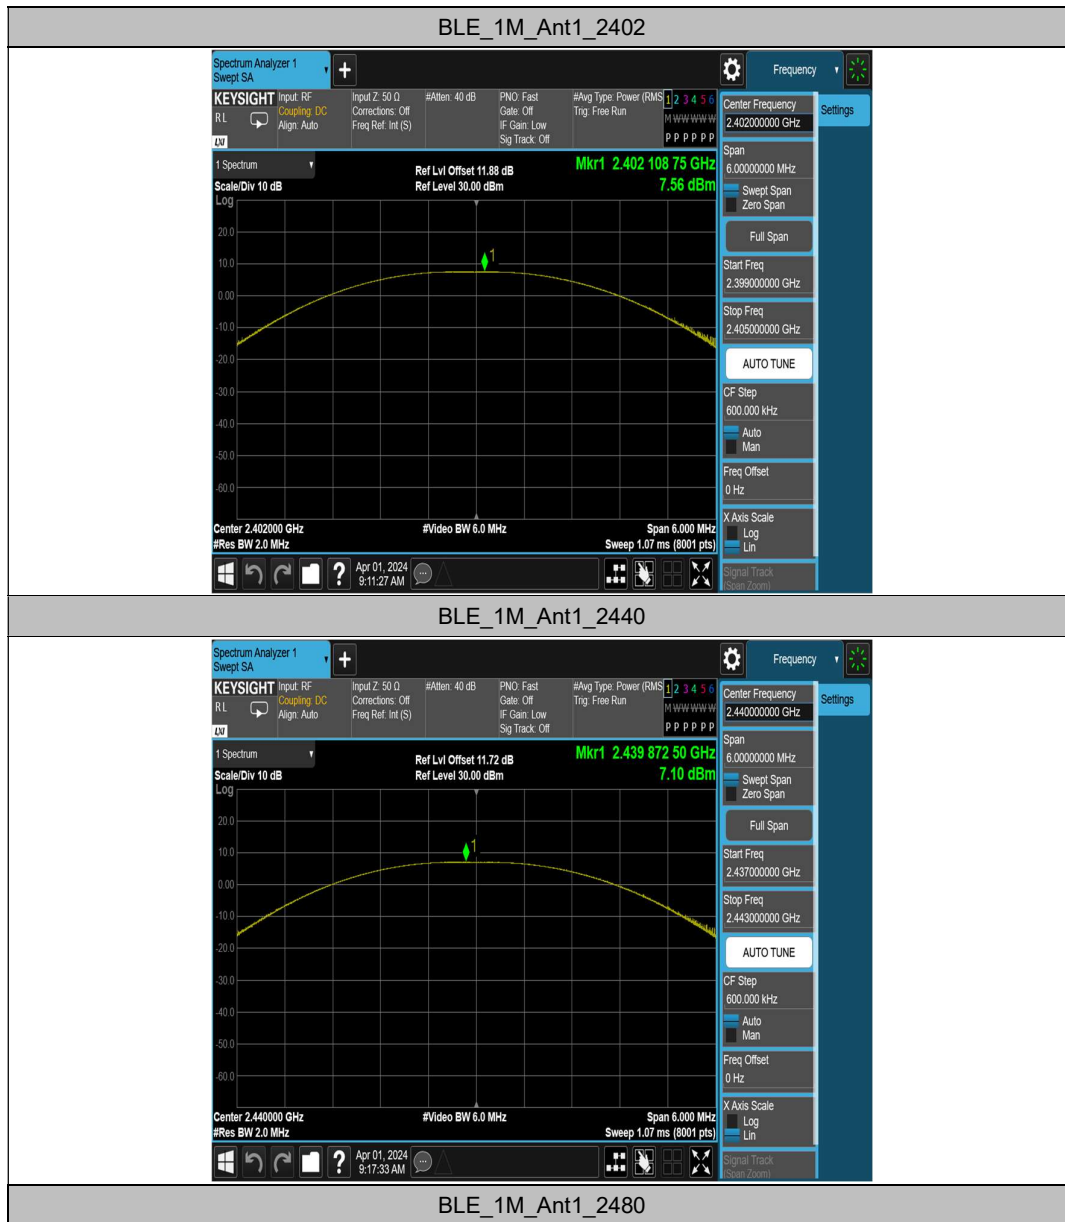 BLE_1M_Ant1_2402
Spectrum Analyzer 1
Swept SA
+
Frequency
KEYSIGHT
RL
LXI
Input: RF
Coupling: DC
Align: Auto
Input Z: 50 Ω
Corrections: Off
Freq Ref: Int (S)
#Atten: 40 dB
PNO: Fast
Gate: Off
IF Gain: Low
Sig Track: Off
#Avg Type: Power (RMS
Trig: Free Run
1 2 3 4 5 6
M W W W W W
P P P P P P
Center Frequency
2.402000000 GHz
Settings
Span
6.00000000 MHz
Swept Span
Zero Span
Full Span
Start Freq
2.399000000 GHz
Stop Freq
2.405000000 GHz
AUTO TUNE
CF Step
600.000 kHz
Auto
Man
Freq Offset
0 Hz
X Axis Scale
Log
Lin
Signal Track
(Span Zoom)
1 Spectrum
Scale/Div 10 dB
Ref Lvl Offset 11.88 dB
Ref Level 30.00 dBm
Mkr1 2.402 108 75 GHz
7.56 dBm
Log
1
20.0
10.0
0.00
-10.0
-20.0
-30.0
-40.0
-50.0
-60.0
Center 2.402000 GHz
#Video BW 6.0 MHz
Span 6.000 MHz
#Res BW 2.0 MHz
Sweep 1.07 ms (8001 pts)
?
Apr 01, 2024
9:11:27 AM
BLE_1M_Ant1_2440
Spectrum Analyzer 1
Swept SA
+
Frequency
KEYSIGHT
RL
LXI
Input: RF
Coupling: DC
Align: Auto
Input Z: 50 Ω
Corrections: Off
Freq Ref: Int (S)
#Atten: 40 dB
PNO: Fast
Gate: Off
IF Gain: Low
Sig Track: Off
#Avg Type: Power (RMS
Trig: Free Run
1 2 3 4 5 6
M W W W W W
P P P P P P
Center Frequency
2.440000000 GHz
Settings
Span
6.00000000 MHz
Swept Span
Zero Span
Full Span
Start Freq
2.437000000 GHz
Stop Freq
2.443000000 GHz
AUTO TUNE
CF Step
600.000 kHz
Auto
Man
Freq Offset
0 Hz
X Axis Scale
Log
Lin
Signal Track
(Span Zoom)
1 Spectrum
Scale/Div 10 dB
Ref Lvl Offset 11.72 dB
Ref Level 30.00 dBm
Mkr1 2.439 872 50 GHz
7.10 dBm
Log
1
20.0
10.0
0.00
-10.0
-20.0
-30.0
-40.0
-50.0
-60.0
Center 2.440000 GHz
#Video BW 6.0 MHz
Span 6.000 MHz
#Res BW 2.0 MHz
Sweep 1.07 ms (8001 pts)
?
Apr 01, 2024
9:17:33 AM
BLE_1M_Ant1_2480